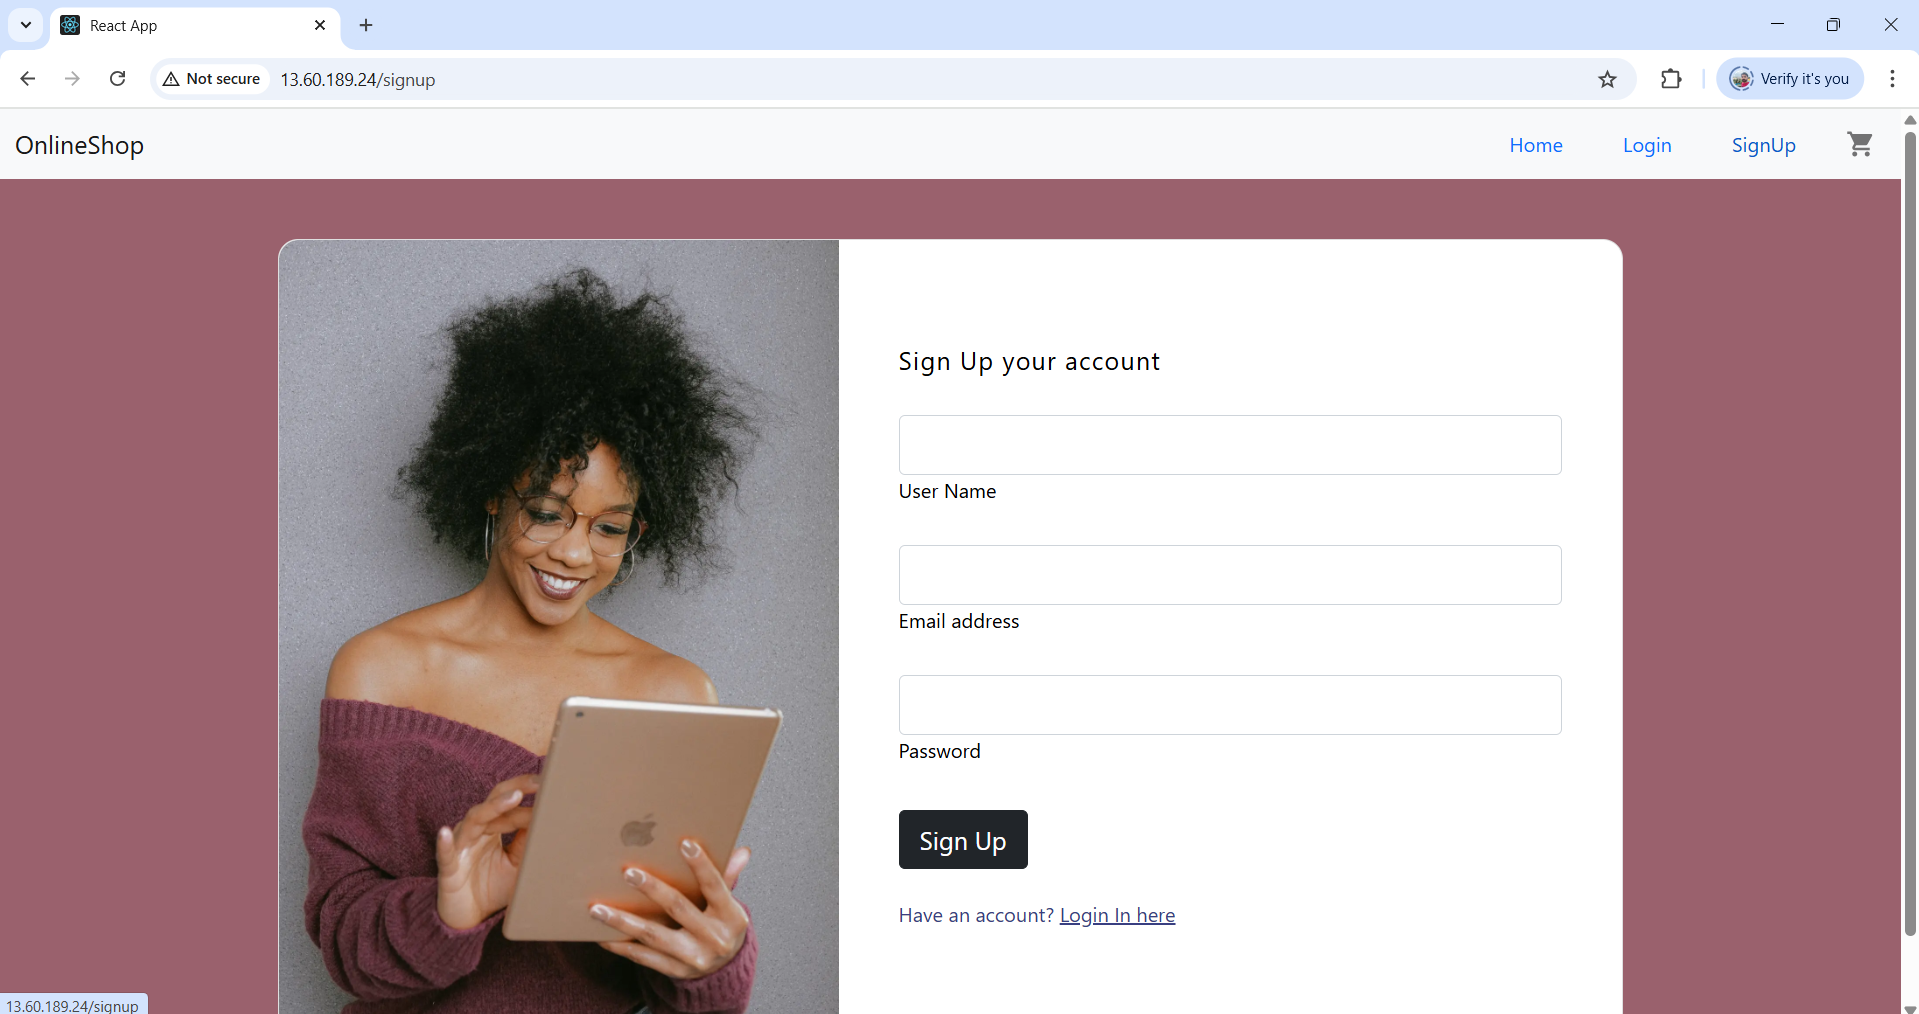 React App
Not secure 13.60.189.24/signup Verify it's you
OnlineShop Home Login SignUp
Sign Up your account
User Name
Email address
Password
Sign Up
Have an account? Login In here
13.60.189.24/signup